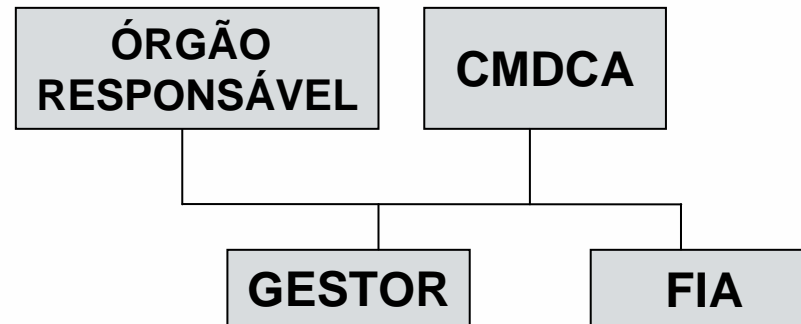 ÓRGÃO
RESPONSÁVEL
CMDCA
GESTOR
FIA